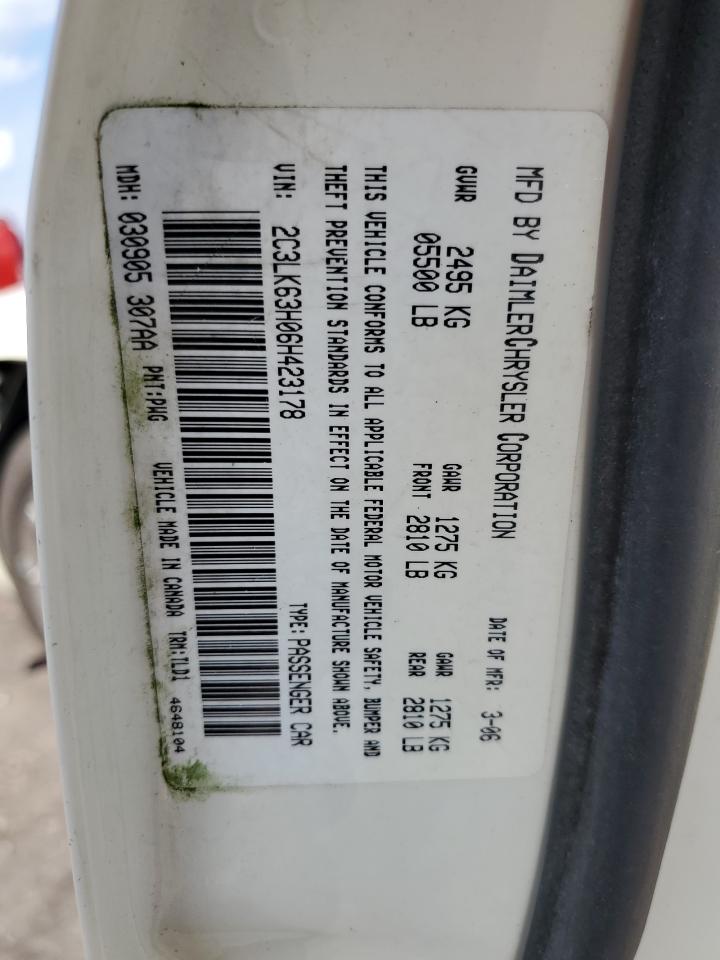 MFD BY DAIMLERCHRYSLER CORPORATION DATE OF MFR: 3-06
GVWR 2495 KG GAWR 1275 KG GAWR 1275 KG
05500 LB FRONT 2810 LB REAR 2810 LB
THIS VEHICLE CONFORMS TO ALL APPLICABLE FEDERAL MOTOR VEHICLE SAFETY, BUMPER AND
THEFT PREVENTION STANDARDS IN EFFECT ON THE DATE OF MANUFACTURE SHOWN ABOVE.
VIN: 2C3LK63H06H423178 TYPE: PASSENGER CAR
MDH: 030905 307AA PNT: PWG VEHICLE MADE IN CANADA TRM: TLD1 4648104